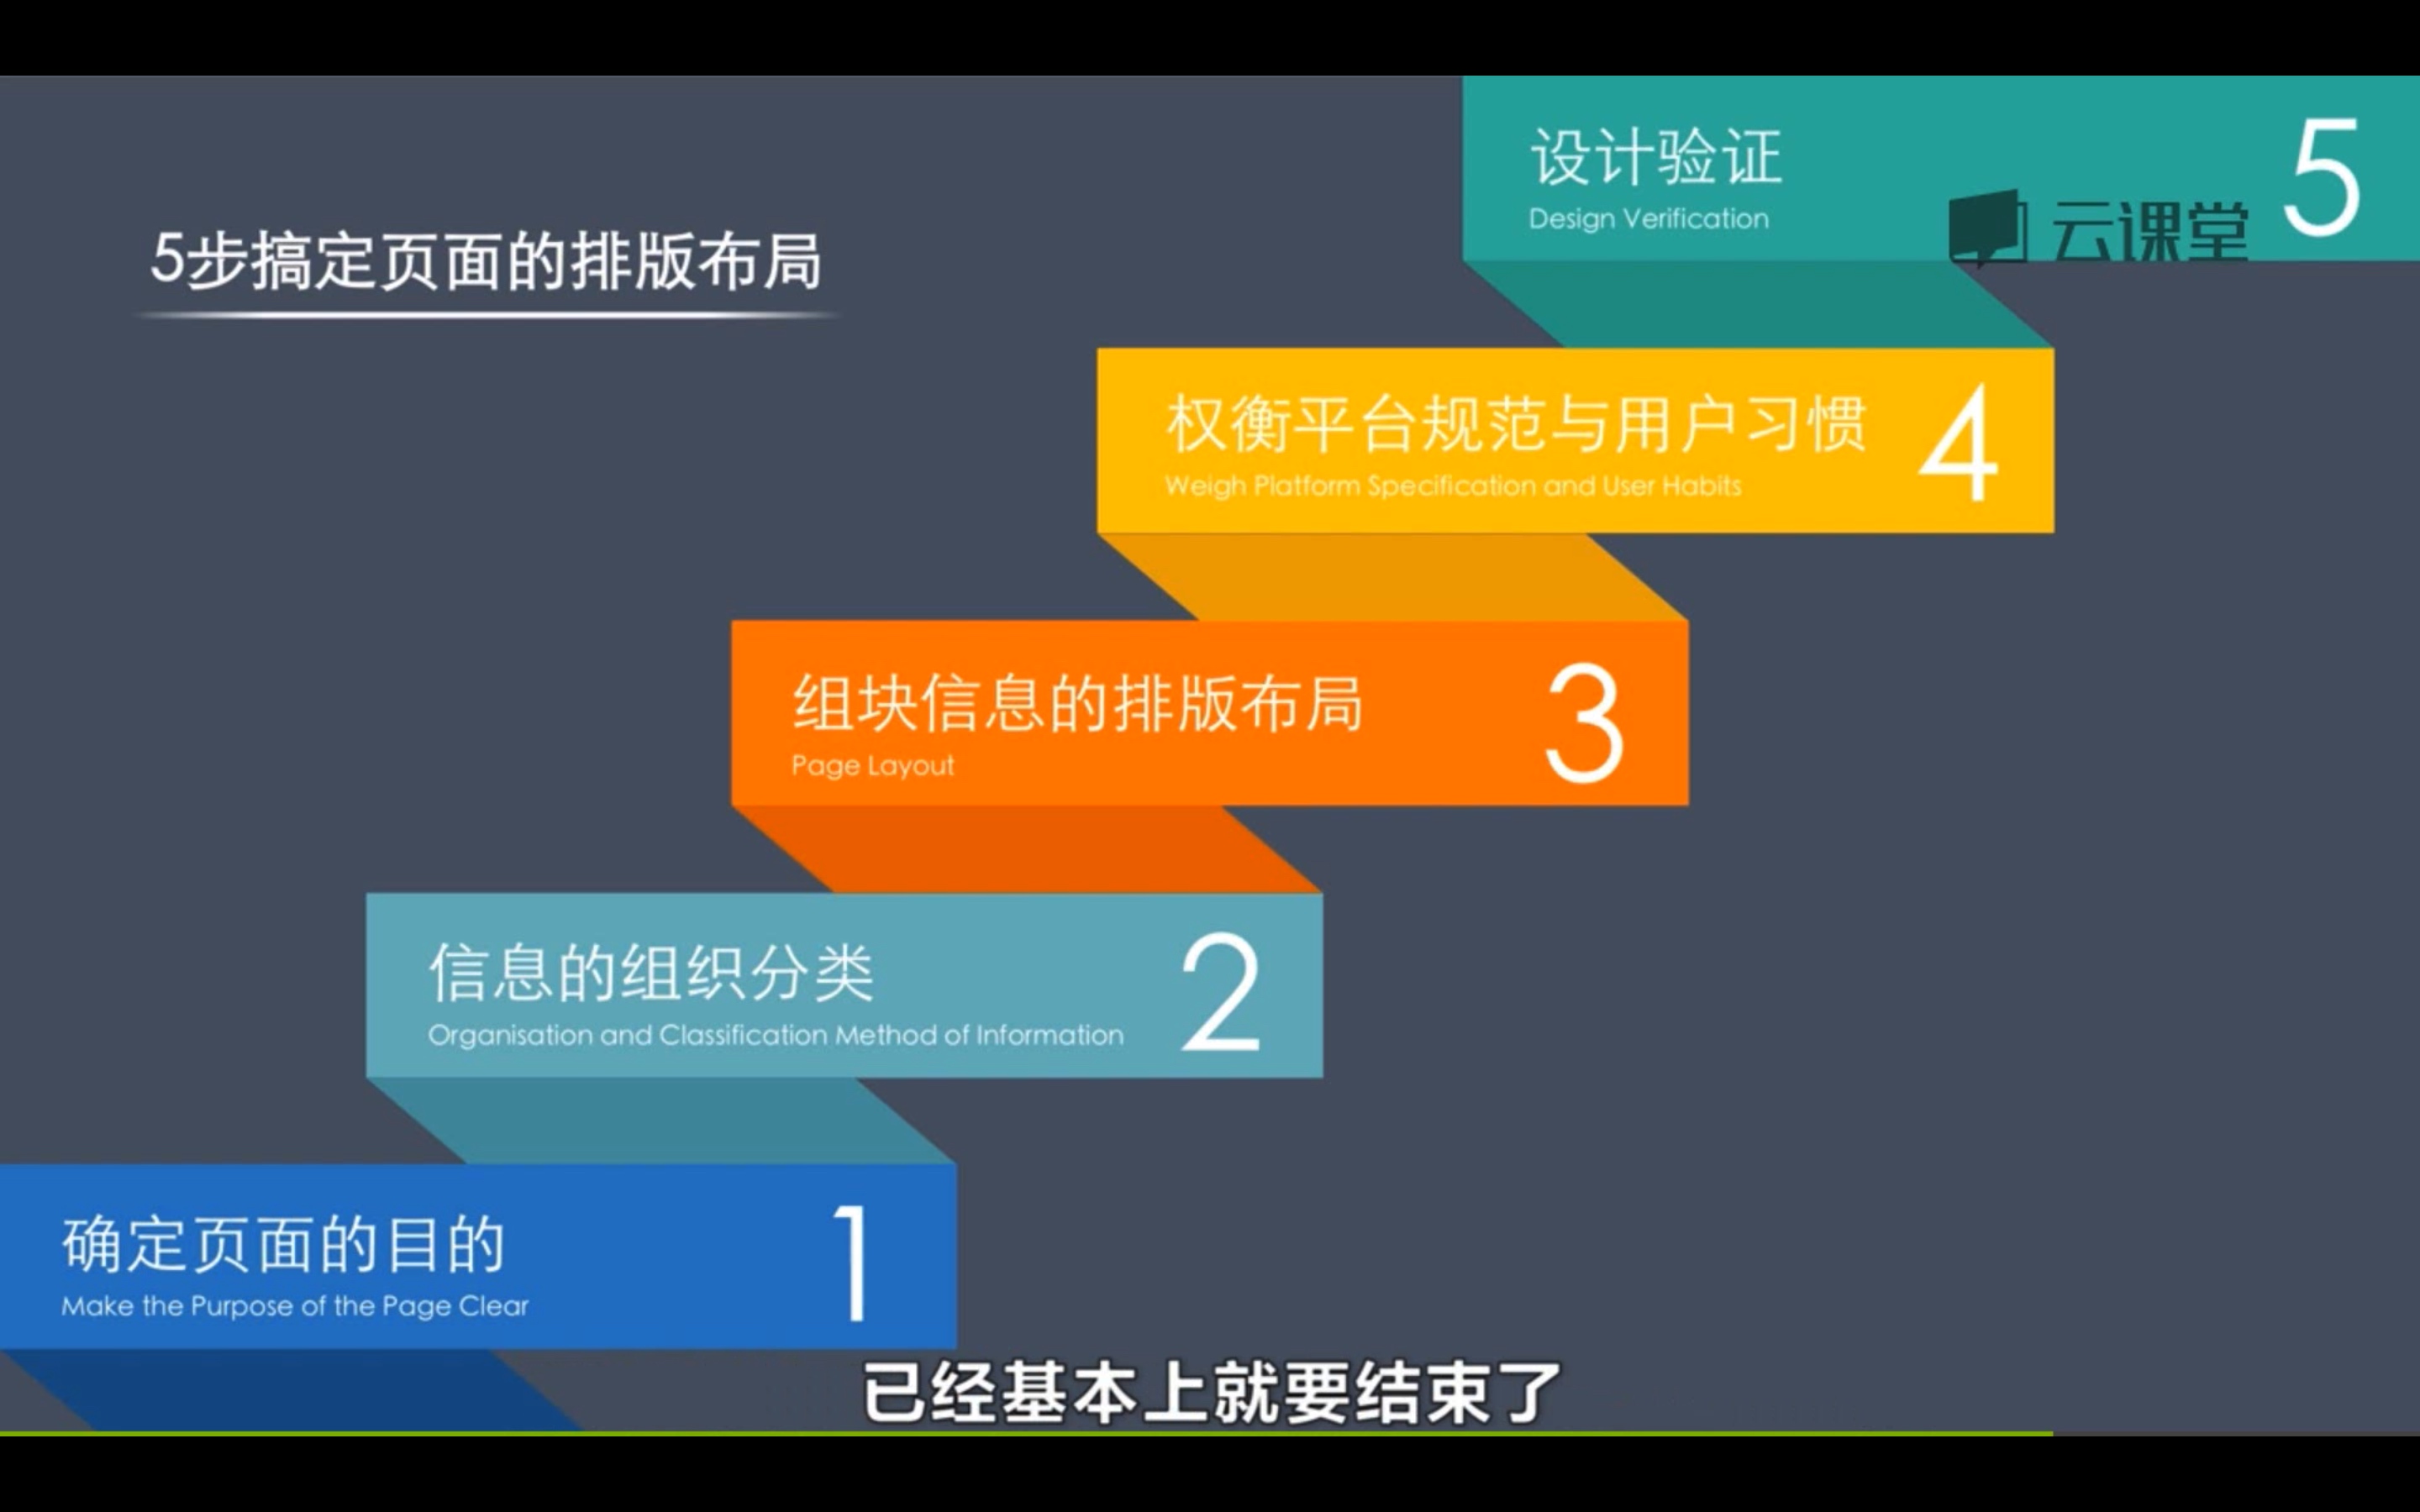 5步搞定页面的排版布局
设计验证
Design Verification
5
云课堂
权衡平台规范与用户习惯
Weigh Platform Specification and User Habits
4
组块信息的排版布局
Page Layout
3
信息的组织分类
Organisation and Classification Method of Information
2
确定页面的目的
Make the Purpose of the Page Clear
1
已经基本上就要结束了